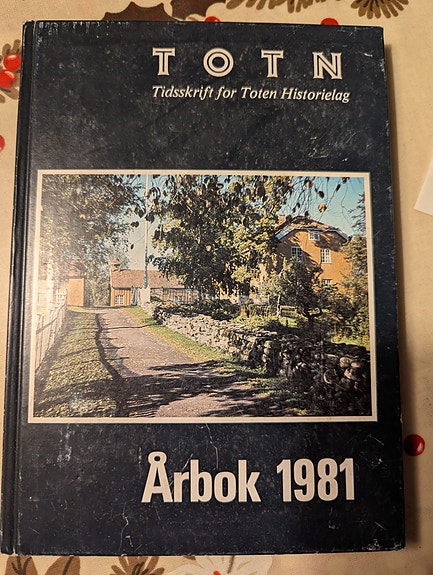 TOTN
Tidsskrift for Toten Historielag
Årbok 1981